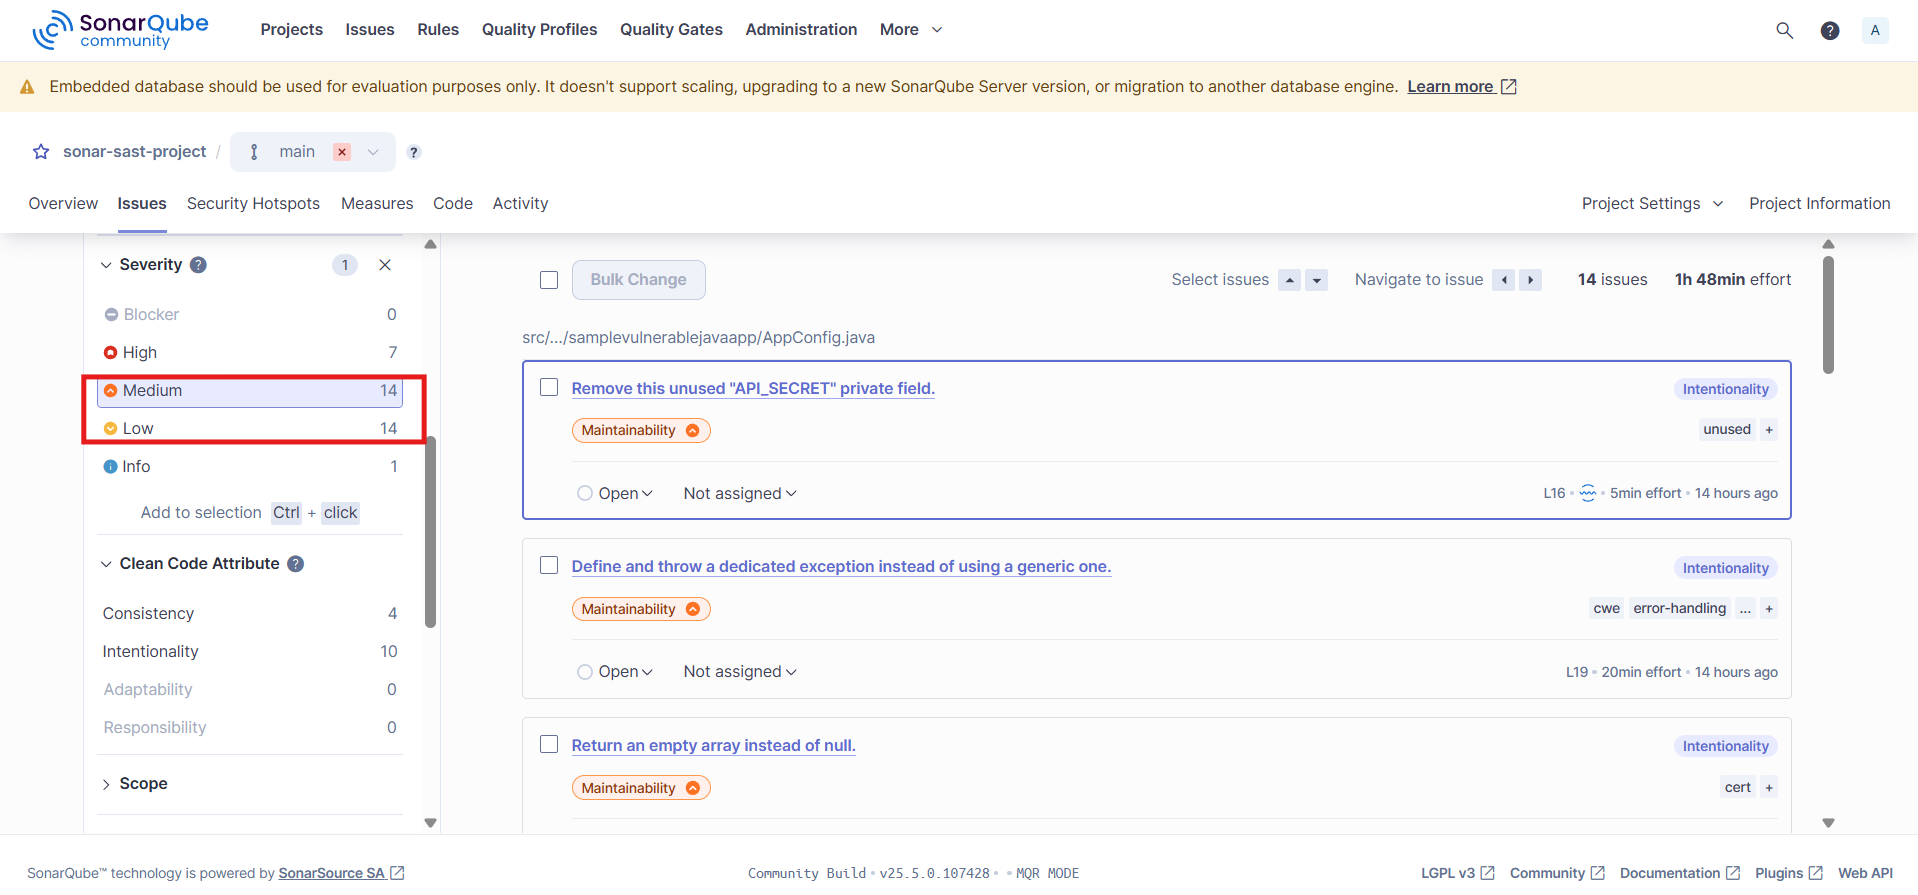 SonarQube community
Projects Issues Rules Quality Profiles Quality Gates Administration More
? A
Embedded database should be used for evaluation purposes only. It doesn't support scaling, upgrading to a new SonarQube Server version, or migration to another database engine. Learn more
sonar-sast-project / main ?
Overview Issues Security Hotspots Measures Code Activity
Project Settings Project Information
Severity ? 1
Blocker 0
High 7
Medium 14
Low 14
Info 1
Add to selection Ctrl + click
Clean Code Attribute ?
Consistency 4
Intentionality 10
Adaptability 0
Responsibility 0
Scope
Bulk Change
Select issues Navigate to issue 14 issues 1h 48min effort
src/.../samplevulnerablejavaapp/AppConfig.java
Remove this unused "API_SECRET" private field.
Intentionality
Maintainability
unused +
Open Not assigned
L16 • 5min effort • 14 hours ago
Define and throw a dedicated exception instead of using a generic one.
Intentionality
Maintainability
cwe error-handling ... +
Open Not assigned
L19 • 20min effort • 14 hours ago
Return an empty array instead of null.
Intentionality
Maintainability
cert +
SonarQube™ technology is powered by SonarSource SA
Community Build • v25.5.0.107428 • • MQR MODE
LGPL v3 Community Documentation Plugins Web API